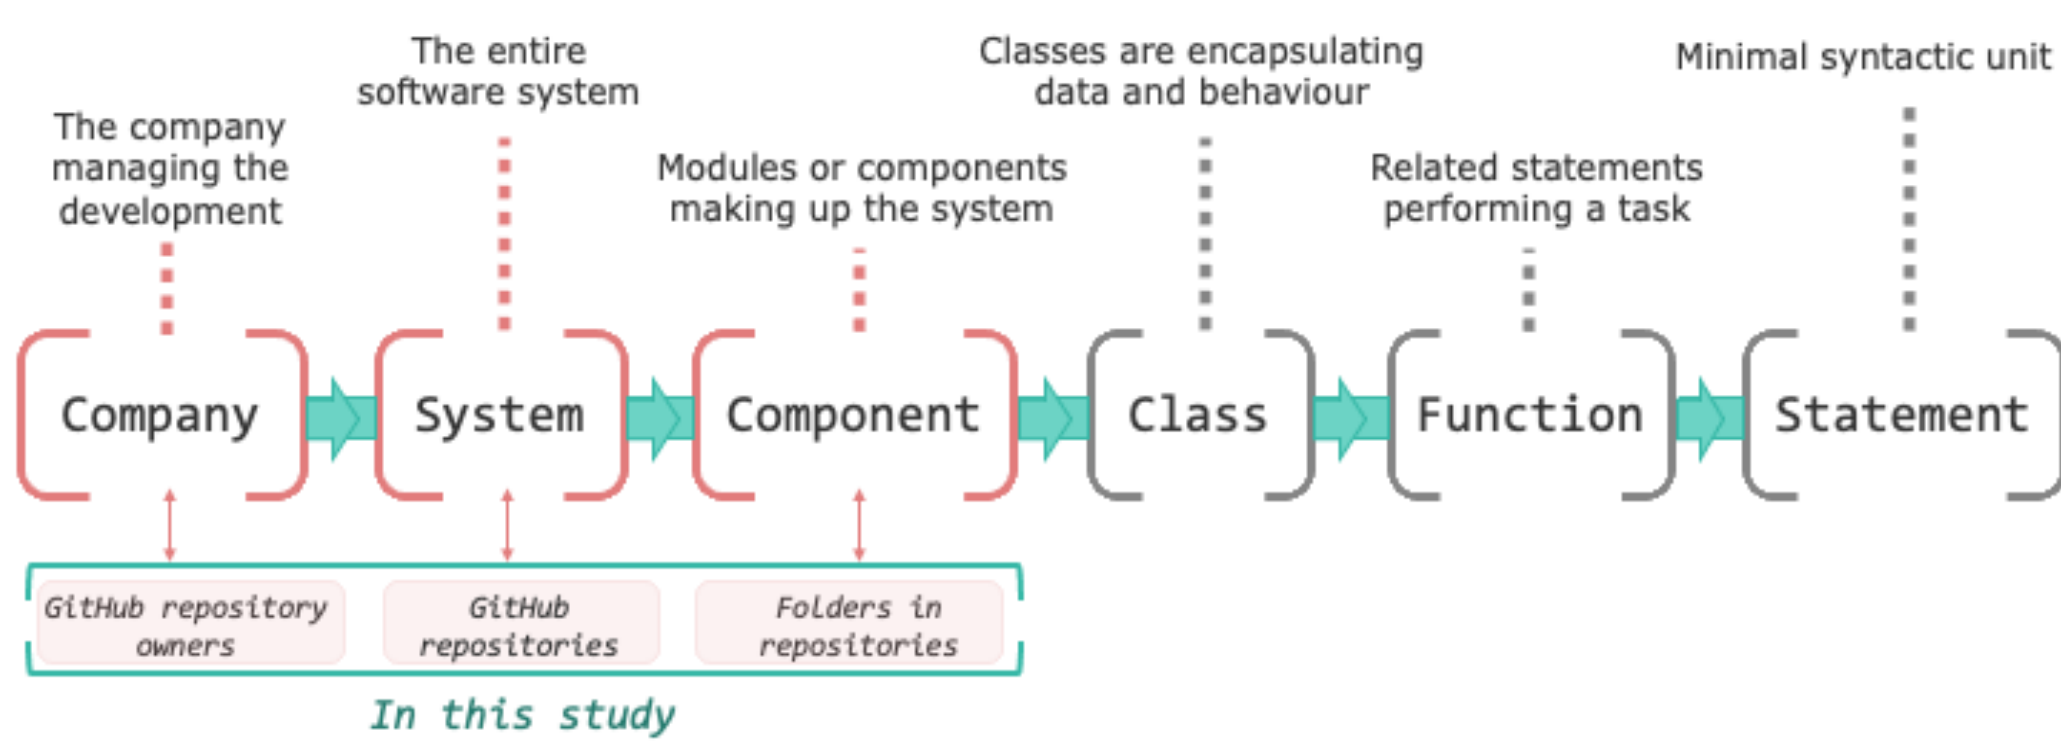 The company
managing the
development
The entire
software system
Modules or components
making up the system
Classes are encapsulating
data and behaviour
Related statements
performing a task
Minimal syntactic unit
Company
System
Component
Class
Function
Statement
GitHub repository
owners
GitHub
repositories
Folders in
repositories
In this study